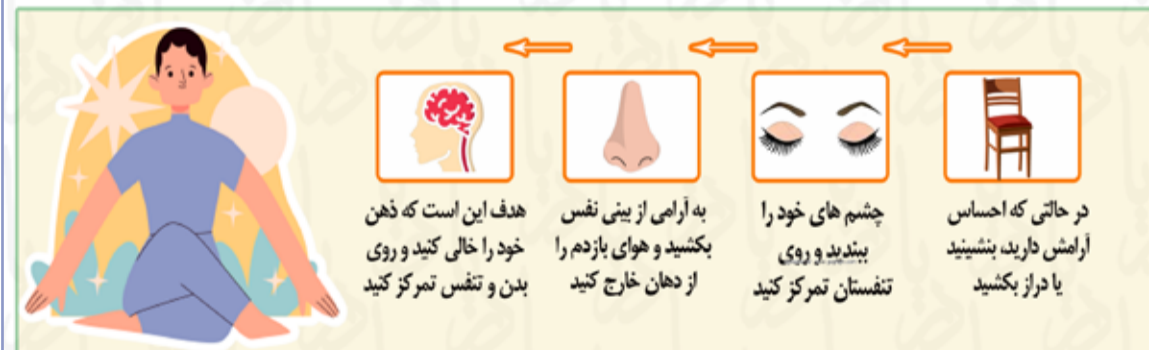 در حالتی که احساس
آرامش دارید، بنشینید
یا دراز بکشید
چشم های خود را
ببندید و روی
تنفستان تمرکز کنید
به آرامی از بینی نفس
بکشید و هوای بازدم را
از دهان خارج کنید
هدف این است که ذهن
خود را خالی کنید و روی
بدن و تنفس تمرکز کنید